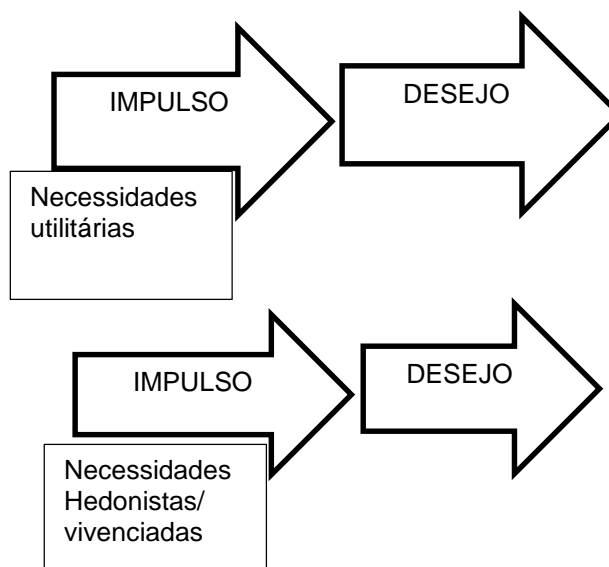 IMPULSO
DESEJO
Necessidades
utilitárias
IMPULSO
DESEJO
Necessidades
Hedonistas/
vivenciadas